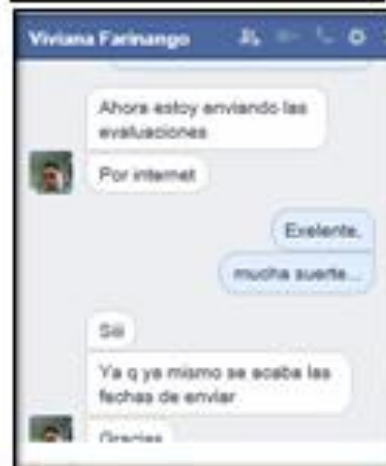 Viviana Farinango
Ahora estoy enviando las
evaluaciones
Por internet
Exelente,
mucha suerte...
Siii
Ya q ya mismo se acaba las
fechas de enviar
Gracias